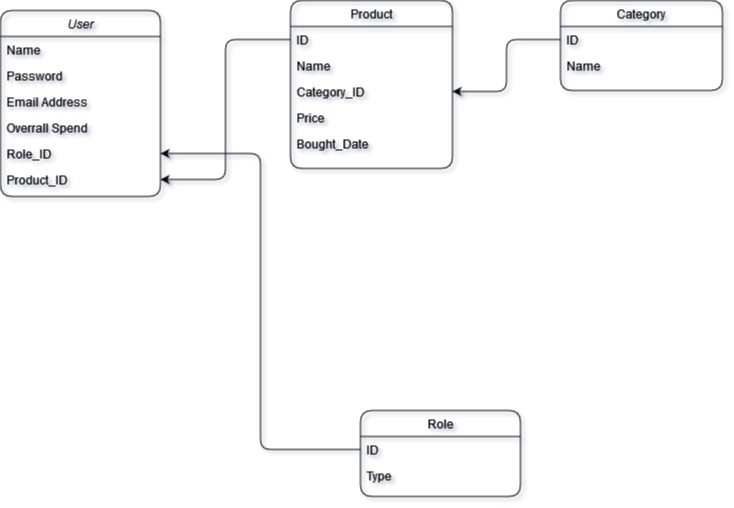 User
Name
Password
Email Address
Overrall Spend
Role_ID
Product_ID
Product
ID
Name
Category_ID
Price
Bought_Date
Category
ID
Name
Role
ID
Type